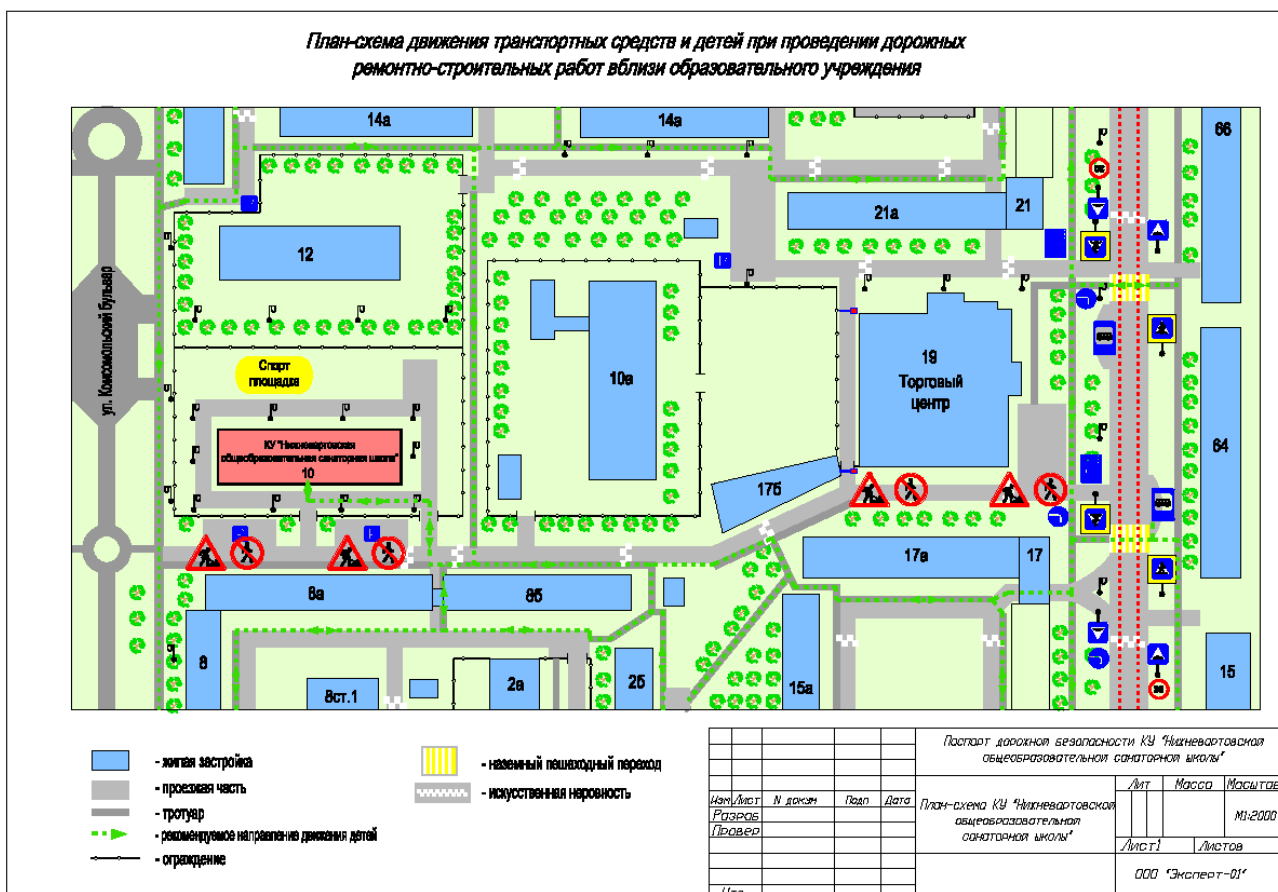 План-схема движения транспортных средств и детей при проведении дорожных
ремонтно-строительных работ вблизи образовательного учреждения
14а
14а
66
21а
21
12
ул. Комсомольский бульвар
Спорт
площадка
10а
19
Торговый
центр
КУ "Нижневартовская
общеобразовательная санаторная школа"
10
64
17б
17а
17
8а
8б
8
8ст.1
2а
2б
15а
15
- жилая застройка
- проезжая часть
- тротуар
- рекомендуемое направление движения детей
- ограждение
- наземный пешеходный переход
- искусственная неровность
Паспорт дорожной безопасности КУ "Нижневартовская
общеобразовательной санаторной школы"
Лит Масса Масштаб
Изм Лист N докум Подп Дата
План-схема КУ "Нижневартовской
общеобразовательной
санаторной школы"
Разраб
Провер
М1:2000
Лист1 Листов
ООО "Эксперт-01"